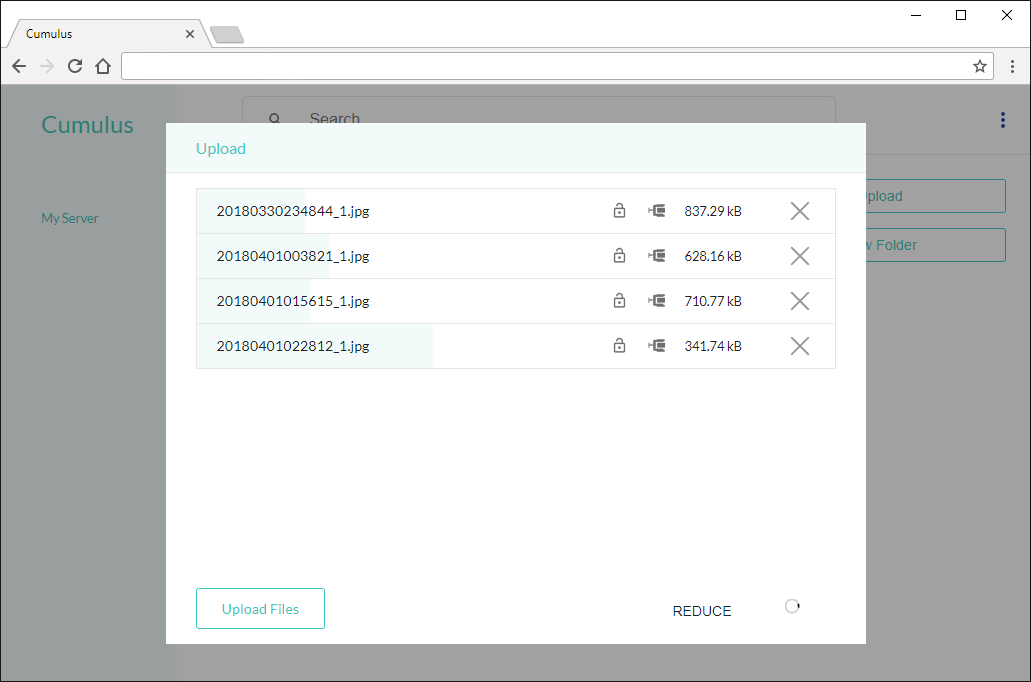 Cumulus
Cumulus
Search
My Server
Upload
pload
w Folder
20180330234844_1.jpg 837.29 kB
20180401003821_1.jpg 628.16 kB
20180401015615_1.jpg 710.77 kB
20180401022812_1.jpg 341.74 kB
Upload Files
REDUCE